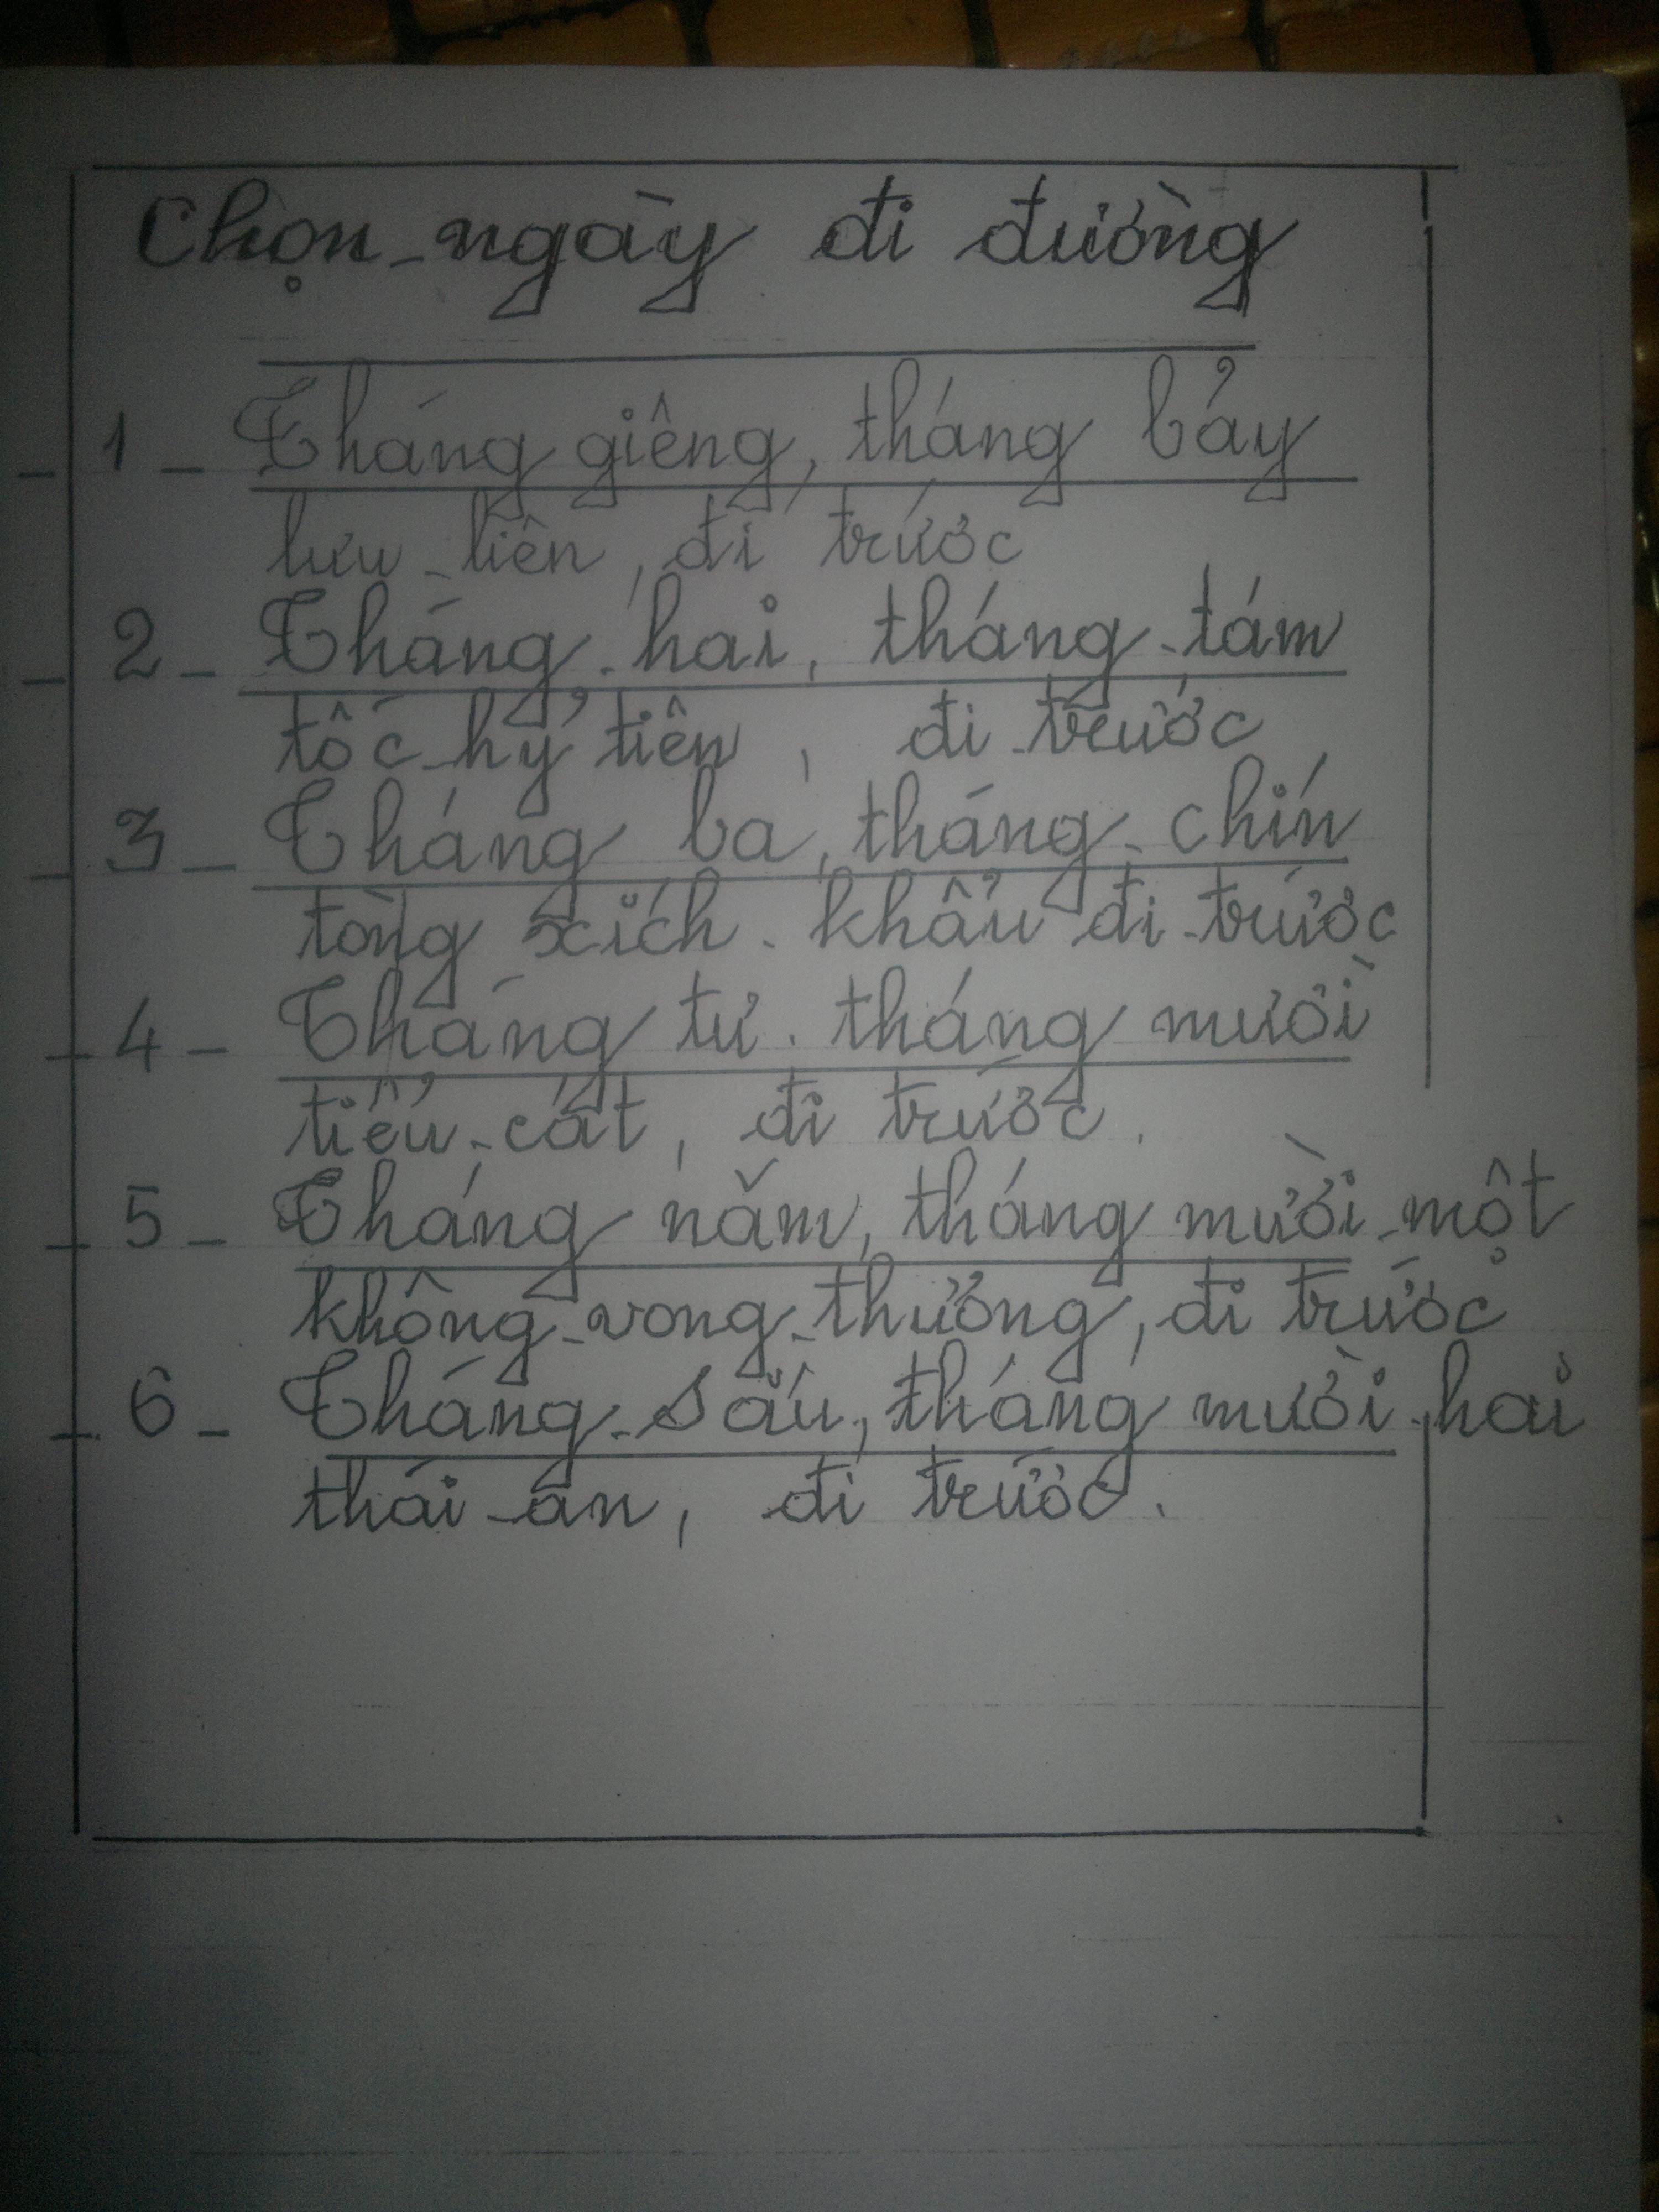 Chọn ngày đi đường
_ 1 _ Tháng giêng, tháng bảy
lưu liên, đi trước
_ 2 _ Tháng hai, tháng tám
tốc hỷ tiên, đi trước
_ 3 _ Tháng ba, tháng chín
tòng xích khẩu đi trước
_ 4 _ Tháng tư. tháng mười
tiểu cát, đi trước.
_ 5 _ Tháng năm, tháng mười một
không vong thường, đi trước
_ 6 _ Tháng sáu, tháng mười hai
thái an, đi trước.